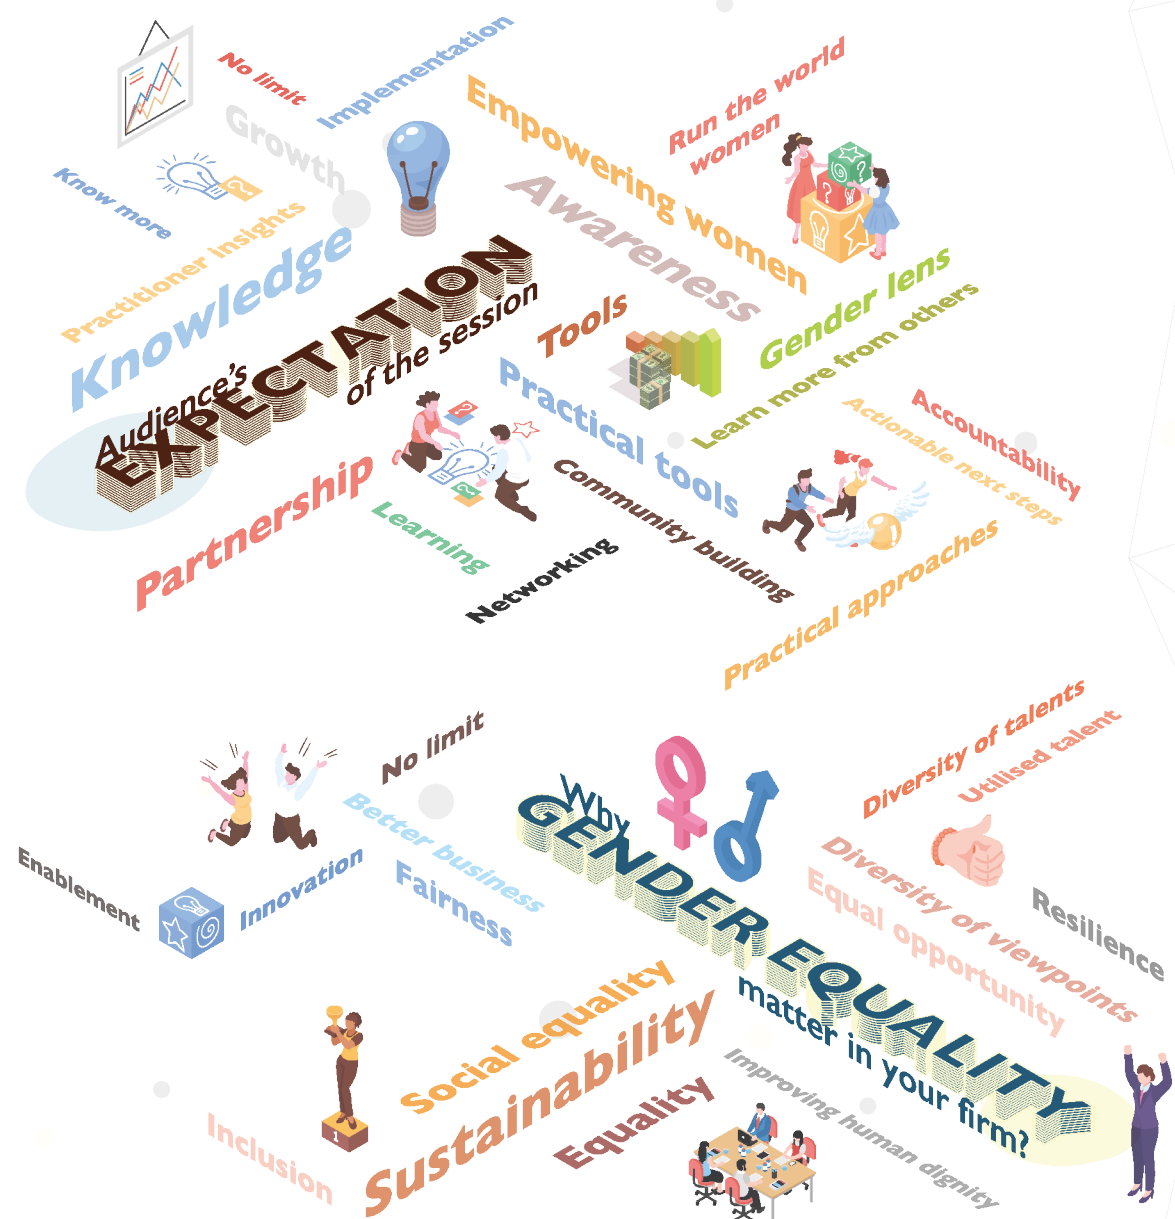 No limit
Implementation
Growth
Know more
Practitioner insights
Knowledge
Empowering women
Awareness
Run the world
women
Audience's
EXPECTATION
of the session
Tools
Gender lens
Learn more from others
Practical tools
Actionable next steps
Accountability
Partnership
Learning
Networking
Community building
Practical approaches
No limit
Better business
Fairness
Enablement
Innovation
Why
GENDER EQUALITY
matter in your firm?
Diversity of talents
Utilised talent
Diversity of viewpoints
Equal opportunity
Resilience
Social equality
Sustainability
Equality
Inclusion
1
Improving human dignity